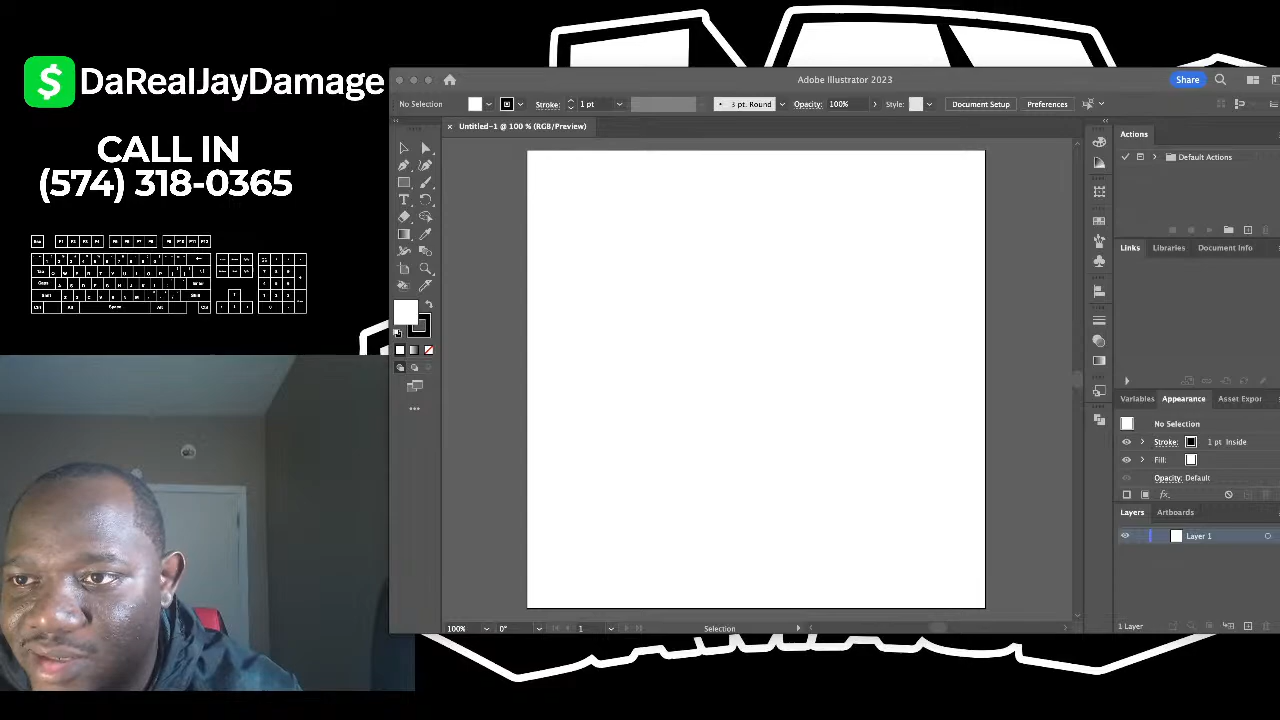 $ DaRealJayDamage
CALL IN
(574) 318-0365
Adobe Illustrator 2023
Share
No Selection
Stroke:
1 pt
3 pt. Round
Opacity:
100%
Style:
Document Setup
Preferences
Untitled-1 @ 100 % (RGB/Preview)
Actions
Default Actions
Links
Libraries
Document Info
Variables
Appearance
Asset Expor
No Selection
Stroke:
1 pt Inside
Fill:
Opacity: Default
fx.
Layers
Artboards
Layer 1
1 Layer
100%
0°
1
Selection